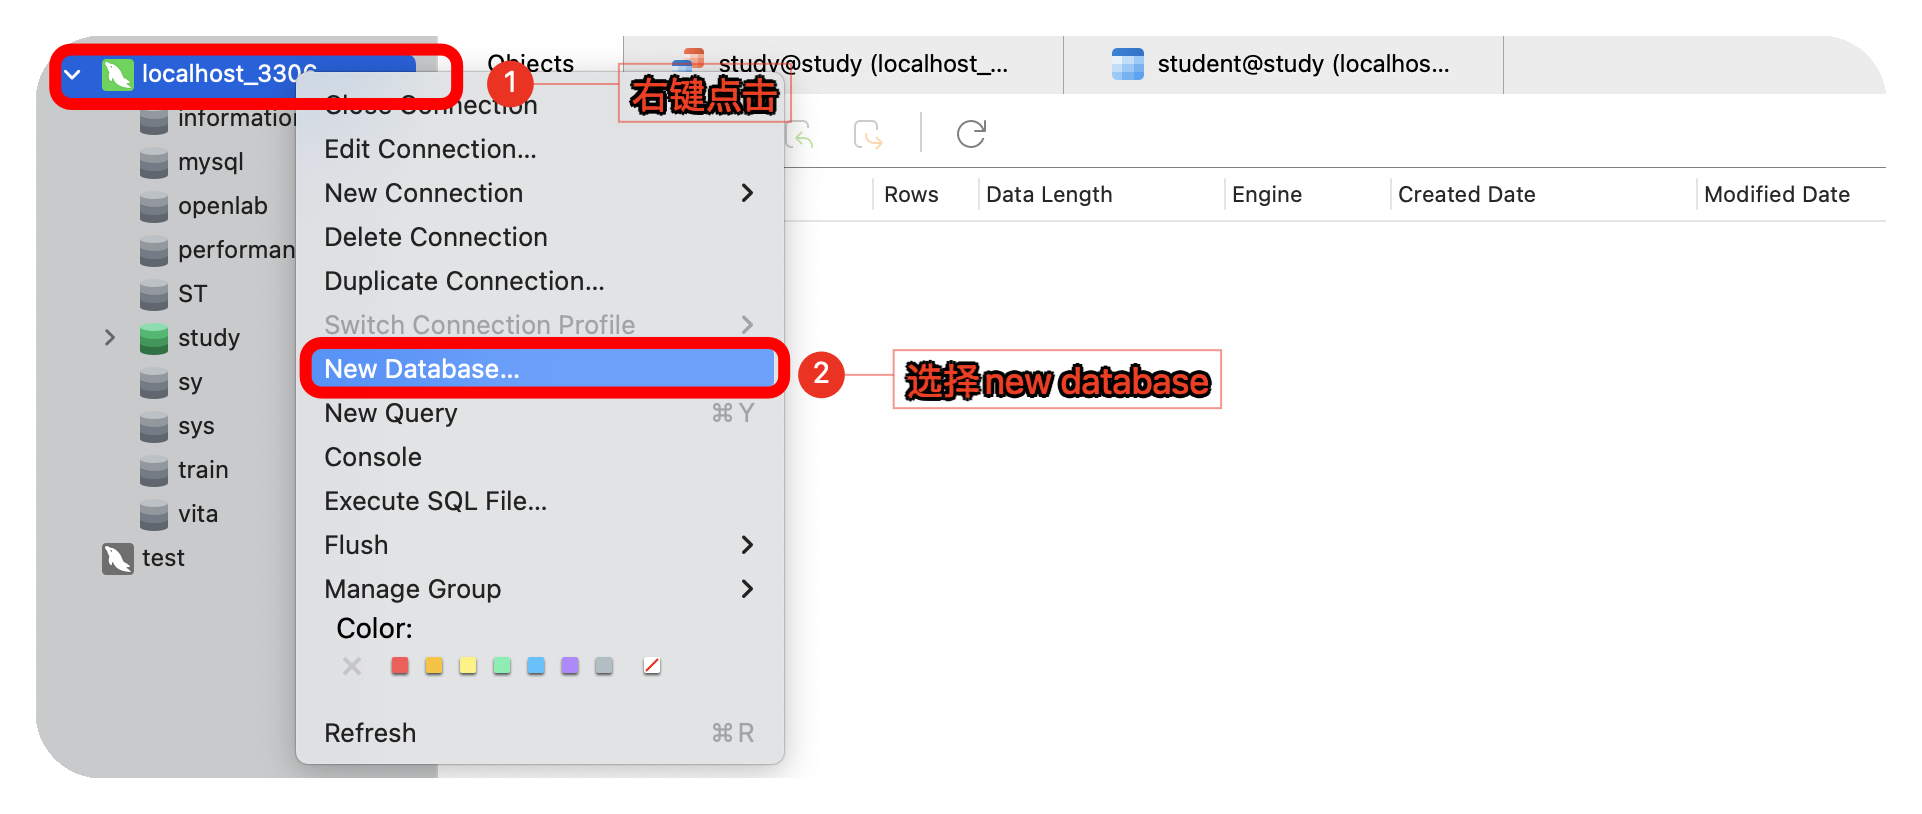 localhost_3306
Objects
study@study (localhost_...
student@study (localhos...
1
右键点击
Close Connection
information
mysql
openlab
performan
ST
study
sy
sys
train
vita
test
Edit Connection...
New Connection
Delete Connection
Duplicate Connection...
Switch Connection Profile
New Database...
2
选择new database
New Query ⌘Y
Console
Execute SQL File...
Flush
Manage Group
Color:
Refresh ⌘R
Rows
Data Length
Engine
Created Date
Modified Date